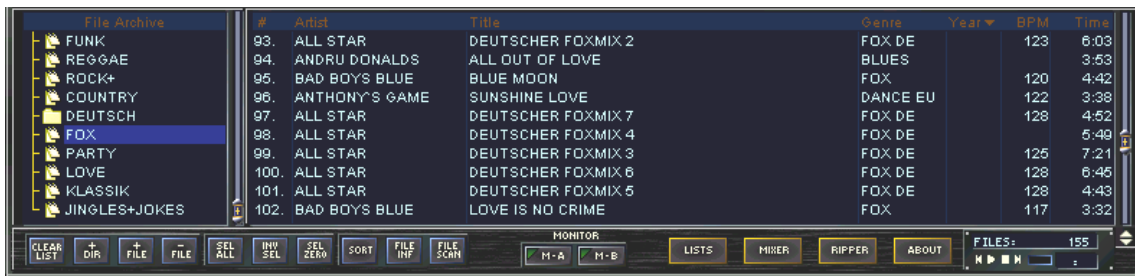 File Archive
FUNK
REGGAE
ROCK+
COUNTRY
DEUTSCH
FOX
PARTY
LOVE
KLASSIK
JINGLES+JOKES
# Artist Title Genre Year BPM Time
93. ALL STAR DEUTSCHER FOXMIX 2 FOX DE 123 6:03
94. ANDRU DONALDS ALL OUT OF LOVE BLUES 3:53
95. BAD BOYS BLUE BLUE MOON FOX 120 4:42
96. ANTHONY'S GAME SUNSHINE LOVE DANCE EU 122 3:38
97. ALL STAR DEUTSCHER FOXMIX 7 FOX DE 128 4:52
98. ALL STAR DEUTSCHER FOXMIX 4 FOX DE 5:49
99. ALL STAR DEUTSCHER FOXMIX 3 FOX DE 125 7:21
100. ALL STAR DEUTSCHER FOXMIX 6 FOX DE 128 6:45
101. ALL STAR DEUTSCHER FOXMIX 5 FOX DE 128 4:43
102. BAD BOYS BLUE LOVE IS NO CRIME FOX 117 3:32
CLEAR LIST
+ DIR
+ FILE
- FILE
SEL ALL
INV SEL
SEL ZERO
SORT
FILE INF
FILE SCAN
MONITOR
M-A M-B
LISTS
MIXER
RIPPER
ABOUT
FILES: 155
: